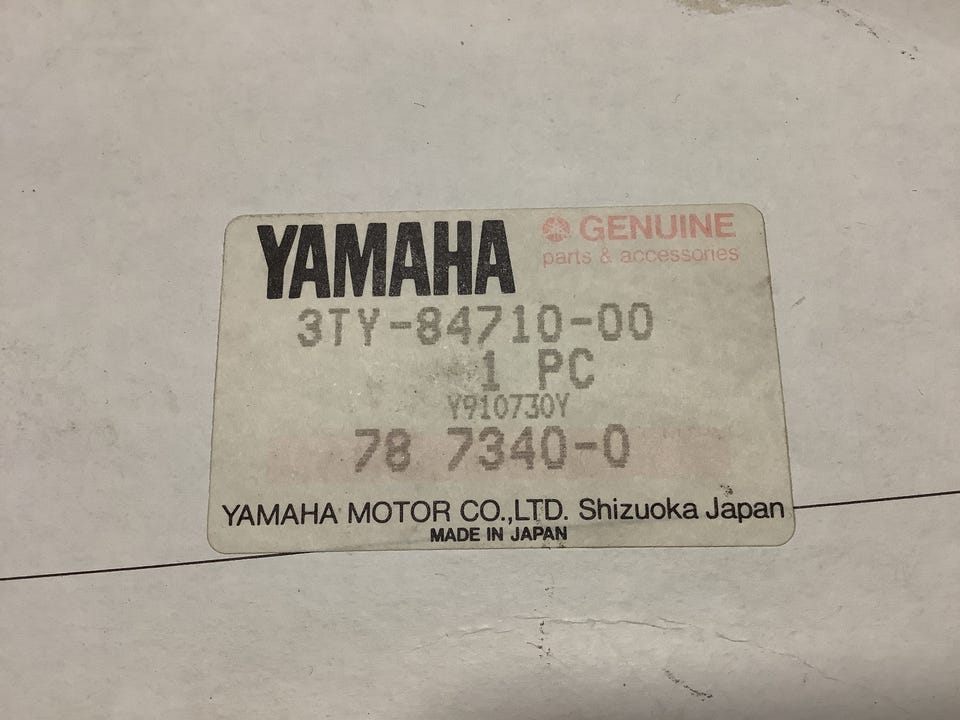 YAMAHA GENUINE
parts & accessories
3TY-84710-00
1 PC
Y910730Y
78 7340-0
YAMAHA MOTOR CO.,LTD. Shizuoka Japan
MADE IN JAPAN